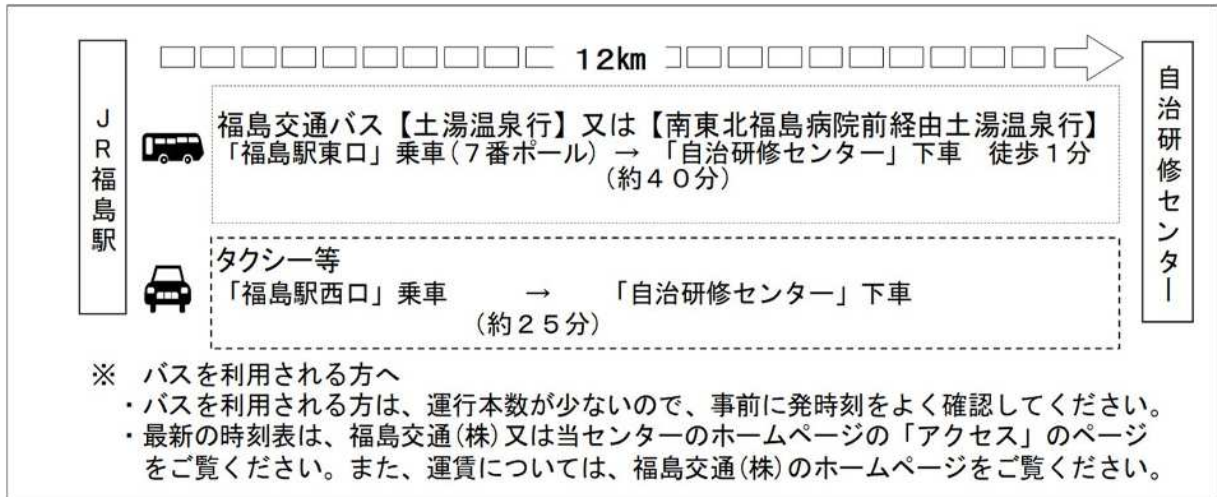 12km
JR福島駅
自治研修センター
福島交通バス【土湯温泉行】又は【南東北福島病院前経由土湯温泉行】
「福島駅東口」乗車(7番ポール) → 「自治研修センター」下車　徒歩1分
(約40分)
タクシー等
「福島駅西口」乗車　→　「自治研修センター」下車
(約25分)
※　バスを利用される方へ
・バスを利用される方は、運行本数が少ないので、事前に発時刻をよく確認してください。
・最新の時刻表は、福島交通(株)又は当センターのホームページの「アクセス」のページ
をご覧ください。また、運賃については、福島交通(株)のホームページをご覧ください。